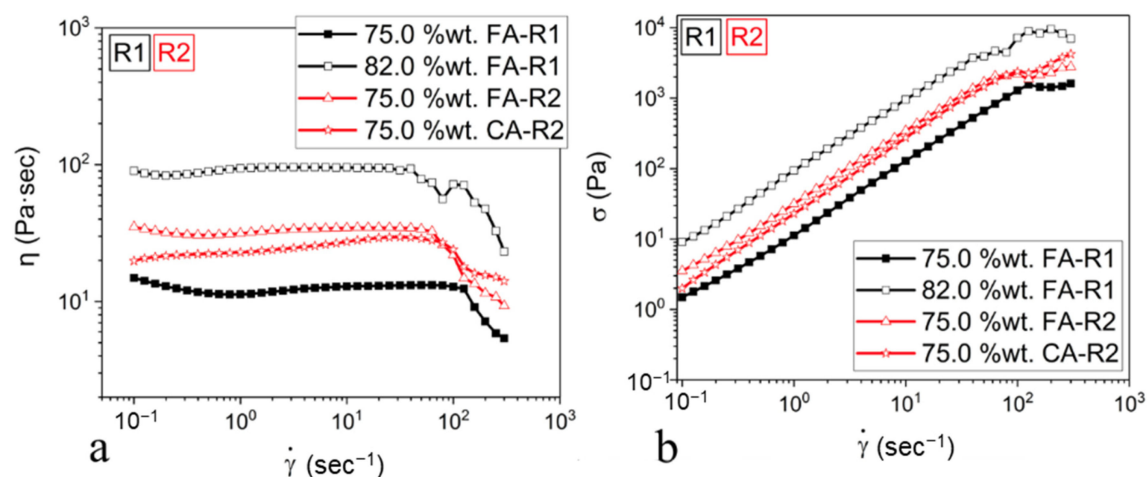 R1 R2
75.0 %wt. FA-R1
82.0 %wt. FA-R1
75.0 %wt. FA-R2
75.0 %wt. CA-R2
10³
10²
10¹
η (Pa·sec)
10⁻¹ 10⁰ 10¹ 10² 10³
γ̇ (sec⁻¹)
a
R1 R2
10⁴
10³
10²
10¹
10⁰
10⁻¹
σ (Pa)
75.0 %wt. FA-R1
82.0 %wt. FA-R1
75.0 %wt. FA-R2
75.0 %wt. CA-R2
10⁻¹ 10⁰ 10¹ 10² 10³
γ̇ (sec⁻¹)
b